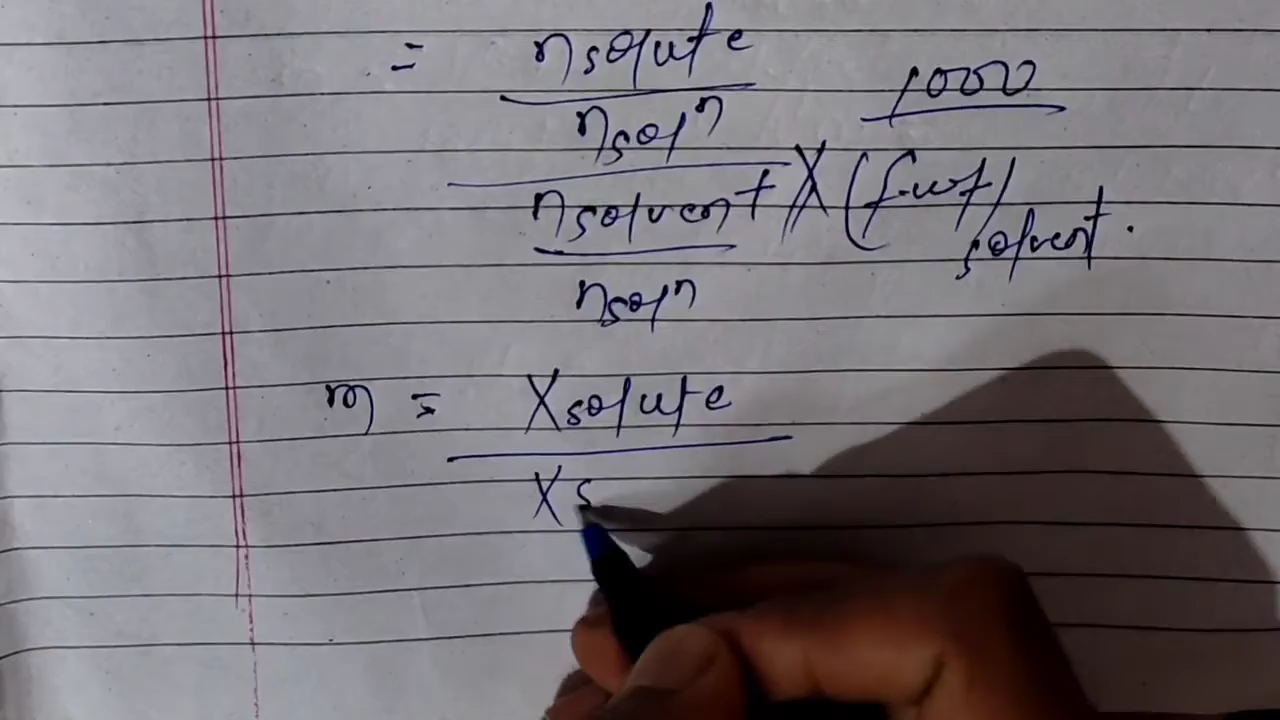 = nsolute
1000
nsolⁿ
nsolvent X (f.wt)solvent.
nsolⁿ
m = Xsolute
Xs